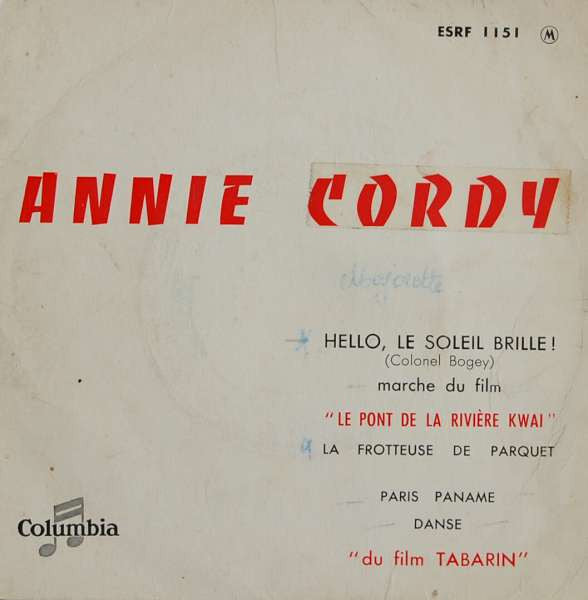 ESRF 1151 Ⓜ
ANNIE CORDY
HELLO, LE SOLEIL BRILLE !
(Colonel Bogey)
marche du film
"LE PONT DE LA RIVIÈRE KWAI"
LA FROTTEUSE DE PARQUET
PARIS PANAME
DANSE
"du film TABARIN"
Columbia